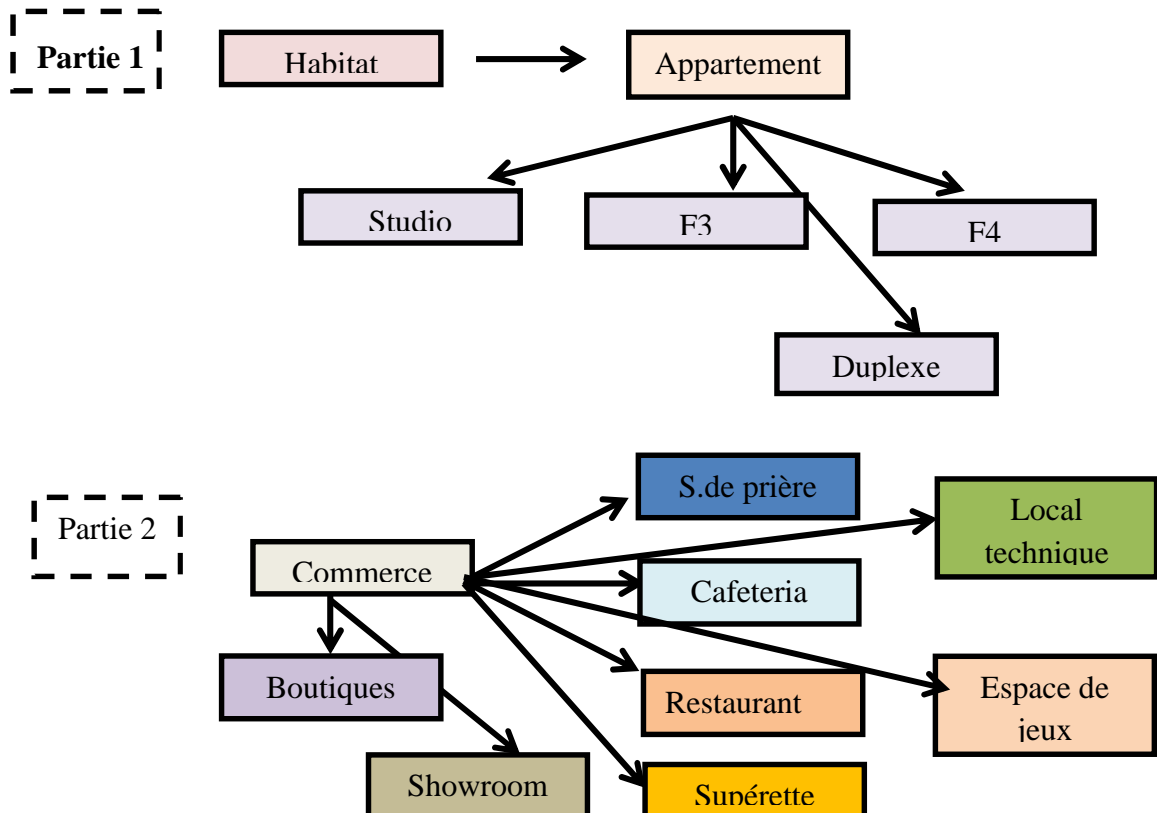 Partie 1
Habitat
Appartement
Studio
F3
F4
Duplexe
Partie 2
S.de prière
Local
technique
Commerce
Cafeteria
Boutiques
Restaurant
Espace de
jeux
Showroom
Supérette